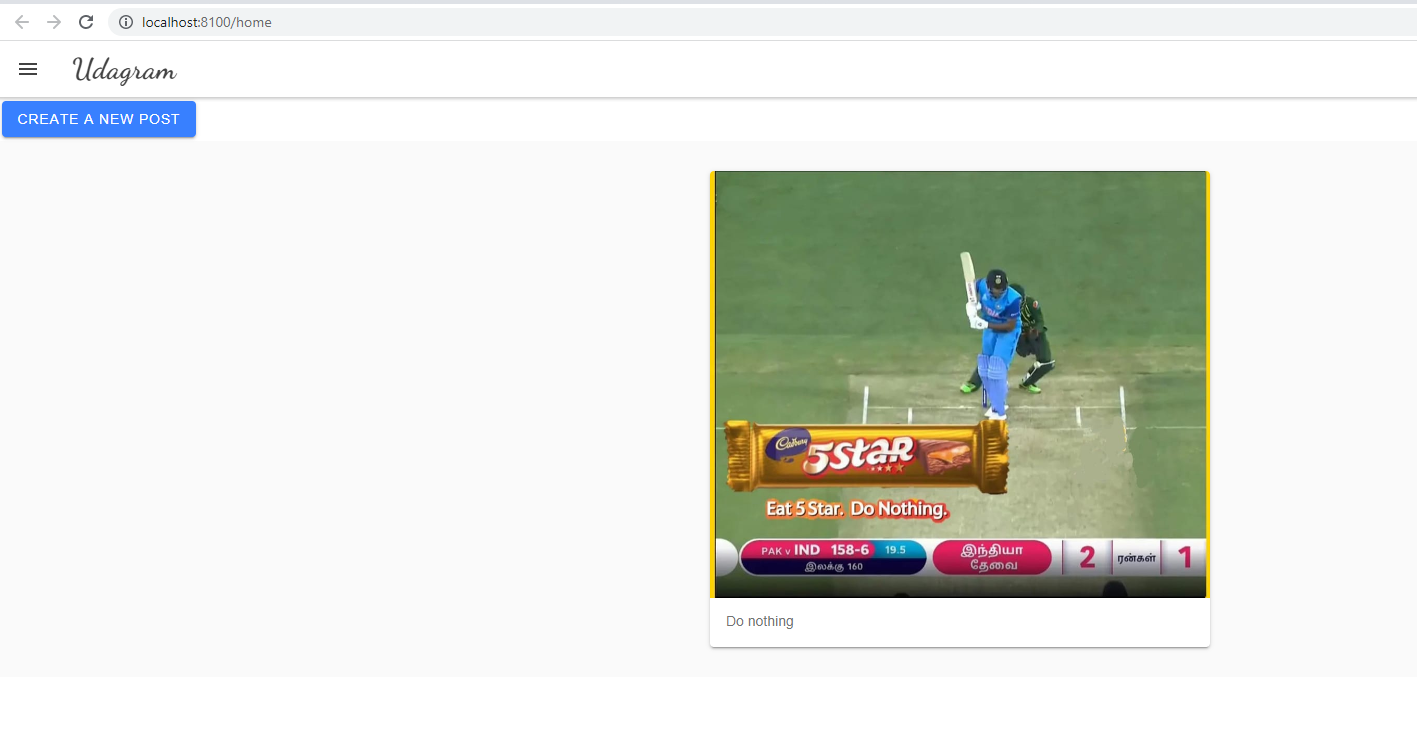 localhost:8100/home
Udagram
CREATE A NEW POST
Cadbury
5Star
Eat 5 Star. Do Nothing.
PAK v IND 158-6 19.5
இலக்கு 160
இந்தியா
தேவை
2 ரன்கள் 1
Do nothing